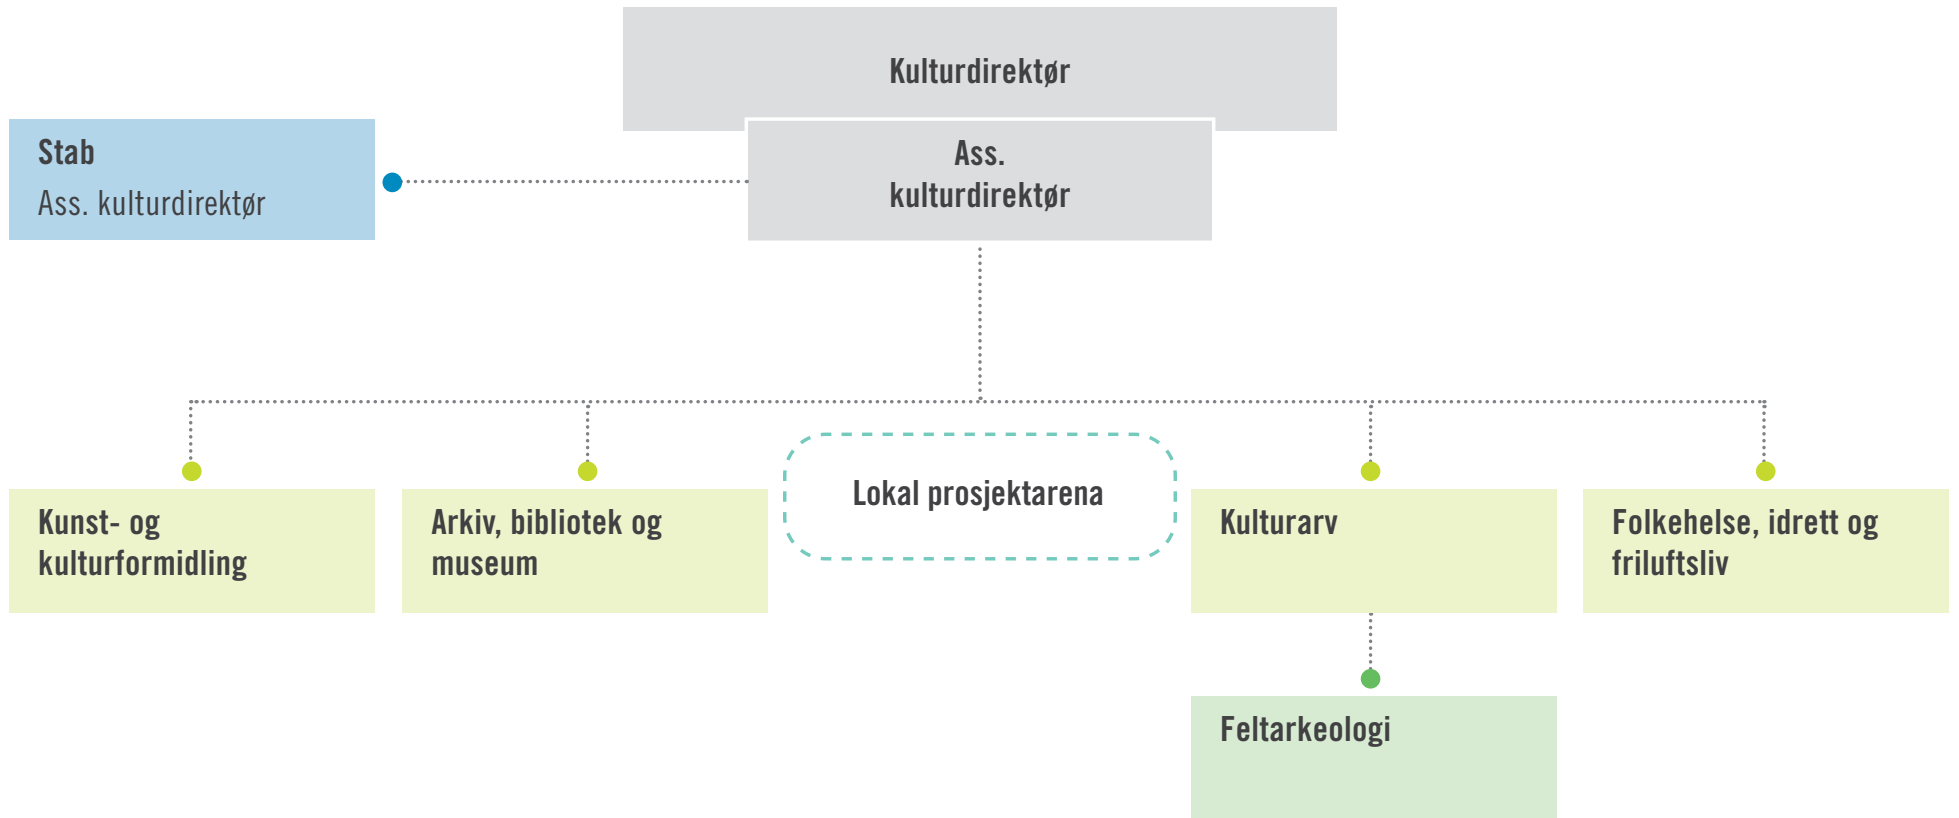 Kulturdirektør
Ass.
kulturdirektør
Stab
Ass. kulturdirektør
Kunst- og
kulturformidling
Arkiv, bibliotek og
museum
Lokal prosjektarena
Kulturarv
Folkehelse, idrett og
friluftsliv
Feltarkeologi